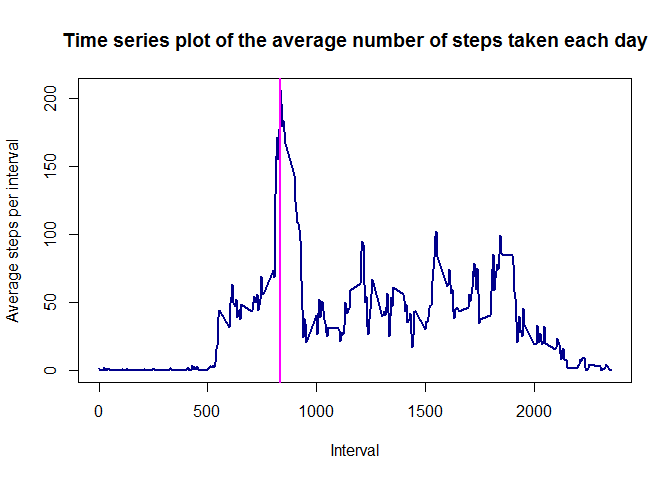 Time series plot of the average number of steps taken each day
Average steps per interval
200
150
100
50
0
0 500 1000 1500 2000
Interval